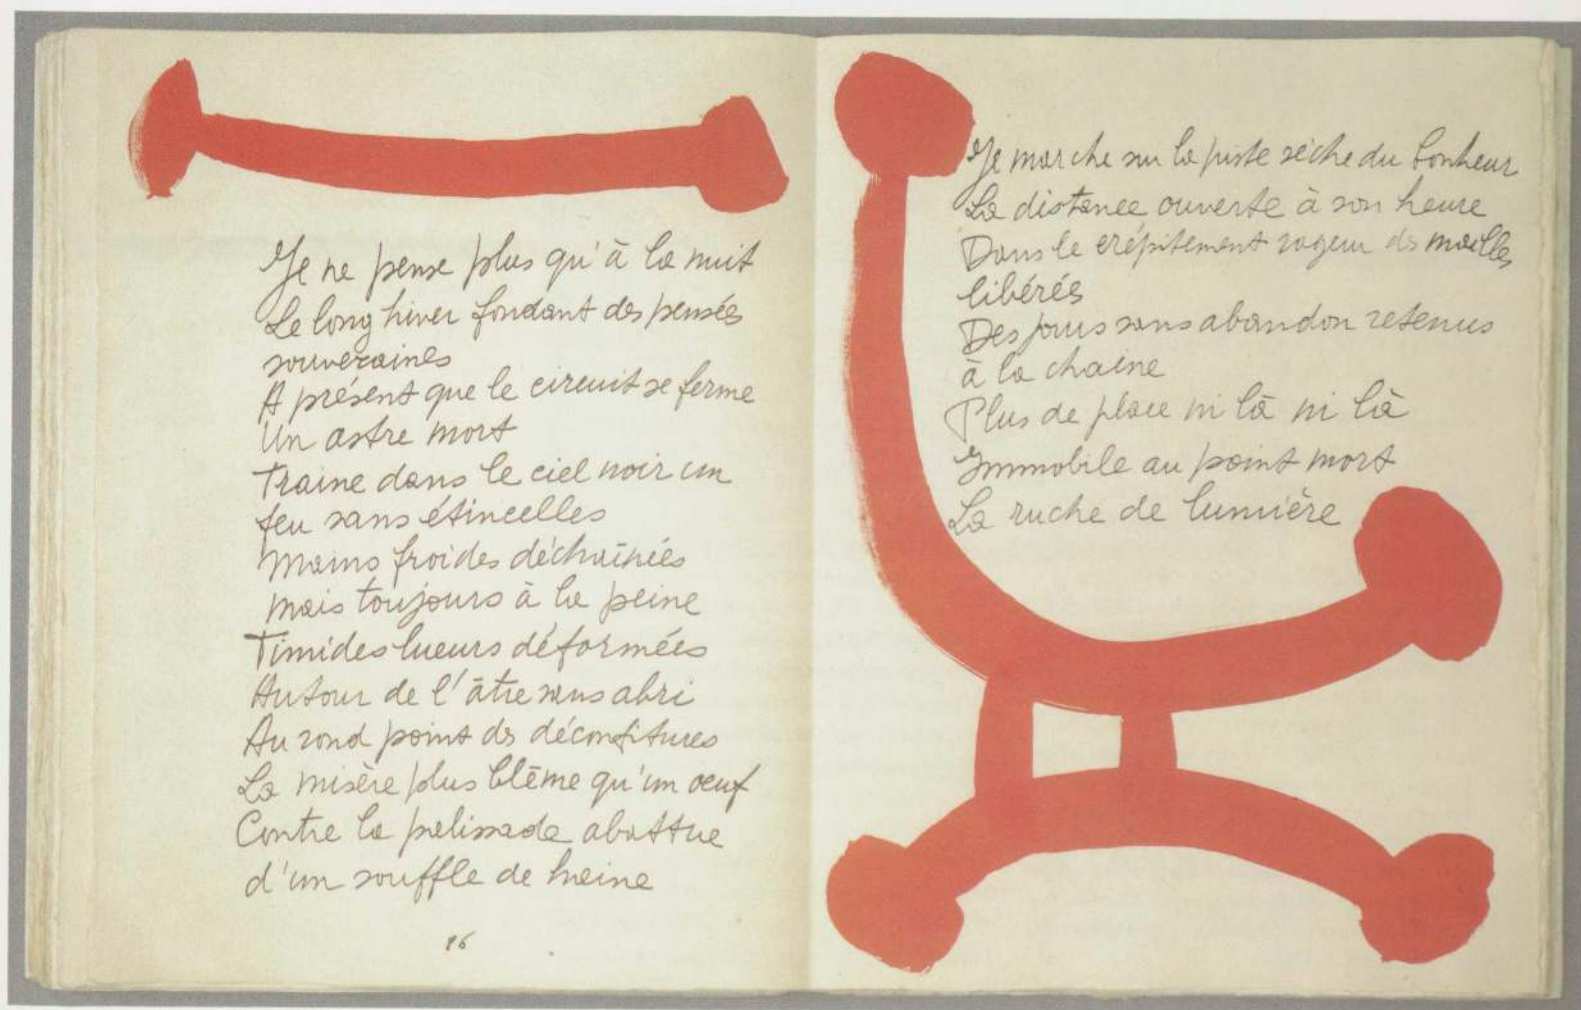 Je ne pense plus qu'à la nuit
Le long hiver fondant des pensées
souveraines
A présent que le circuit se ferme
Un astre mort
Traine dans le ciel noir un
feu sans étincelles
Mains froides déchaînées
mais toujours à la peine
Timides lueurs déformées
Autour de l'âtre sans abri
Au rond point des déconfitures
La misère plus blême qu'un oeuf
Contre la palissade abattue
d'un souffle de haine
16
Je marche sur la piste sèche du bonheur
La distance ouverte à son heure
Dans le crépitement rageur des mailles
libérés
Des jours sans abandon retenus
à la chaine
Plus de place ni là ni là
Immobile au point mort
La ruche de lumière